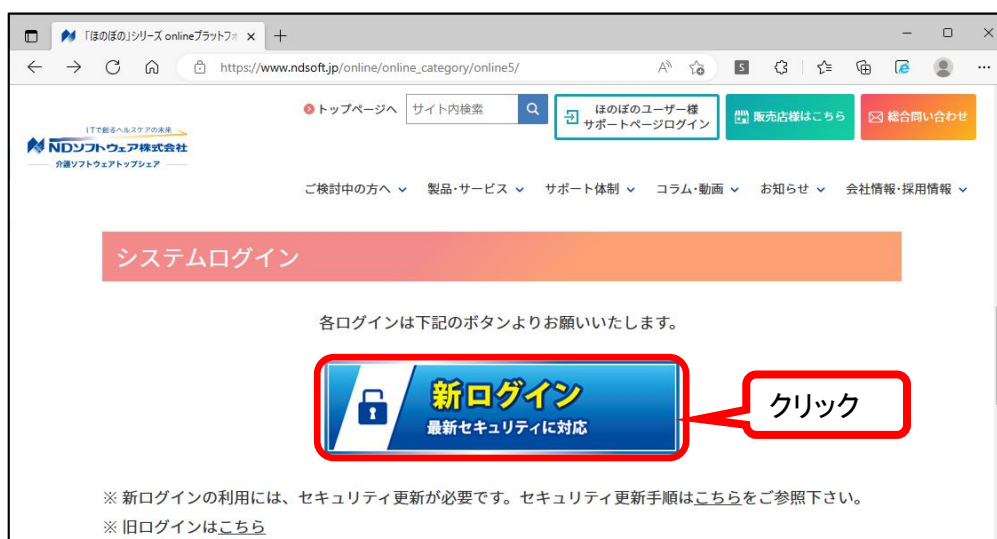 「ほのぼの」シリーズ onlineプラットフォ
https://www.ndsoft.jp/online/online_category/online5/
トップページへ サイト内検索 ほのぼのユーザー様 サポートページログイン 販売店様はこちら 総合問い合わせ
ITで創るヘルスケアの未来
NDソフトウェア株式会社
介護ソフトウェアトップシェア
ご検討中の方へ 製品・サービス サポート体制 コラム・動画 お知らせ 会社情報・採用情報
システムログイン
各ログインは下記のボタンよりお願いいたします。
新ログイン
最新セキュリティに対応
クリック
※ 新ログインの利用には、セキュリティ更新が必要です。セキュリティ更新手順はこちらをご参照下さい。
※ 旧ログインはこちら